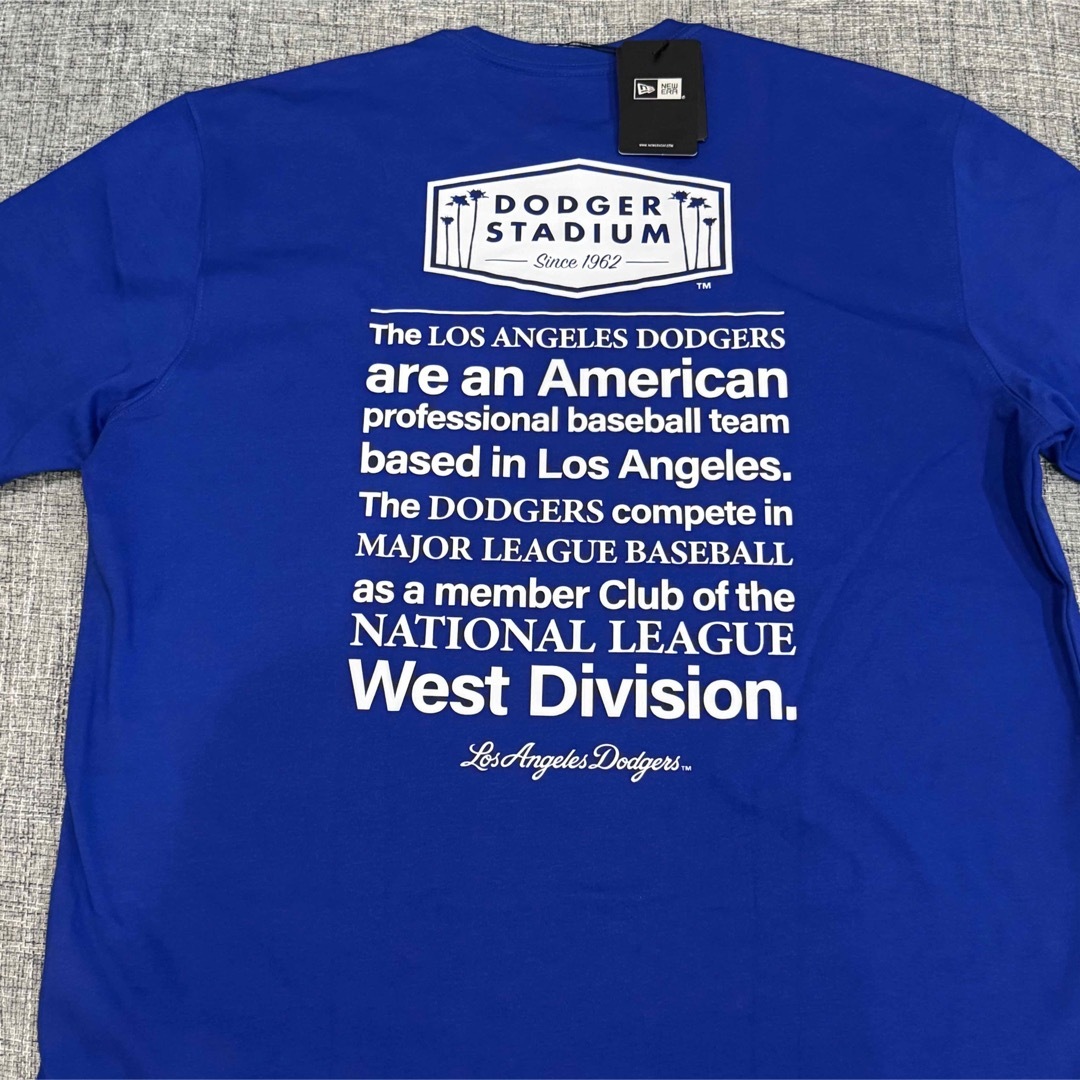 NEW
ERA
DODGER
STADIUM
Since 1962
TM
The LOS ANGELES DODGERS
are an American
professional baseball team
based in Los Angeles.
The DODGERS compete in
MAJOR LEAGUE BASEBALL
as a member Club of the
NATIONAL LEAGUE
West Division.
Los Angeles Dodgers™